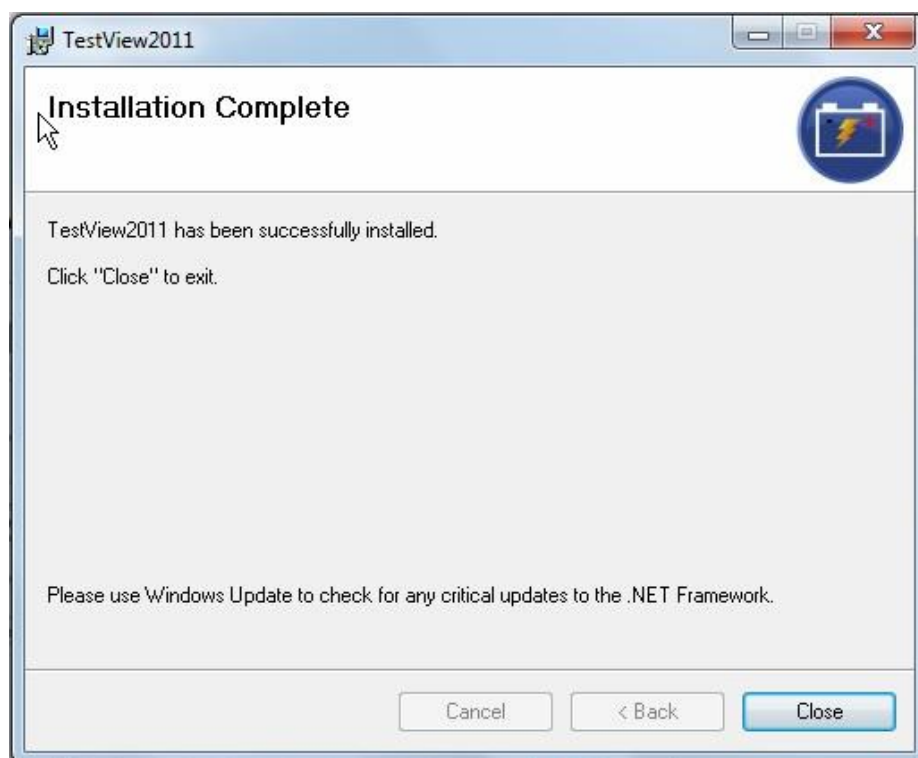 TestView2011
Installation Complete
TestView2011 has been successfully installed.
Click "Close" to exit.
Please use Windows Update to check for any critical updates to the .NET Framework.
Cancel
< Back
Close